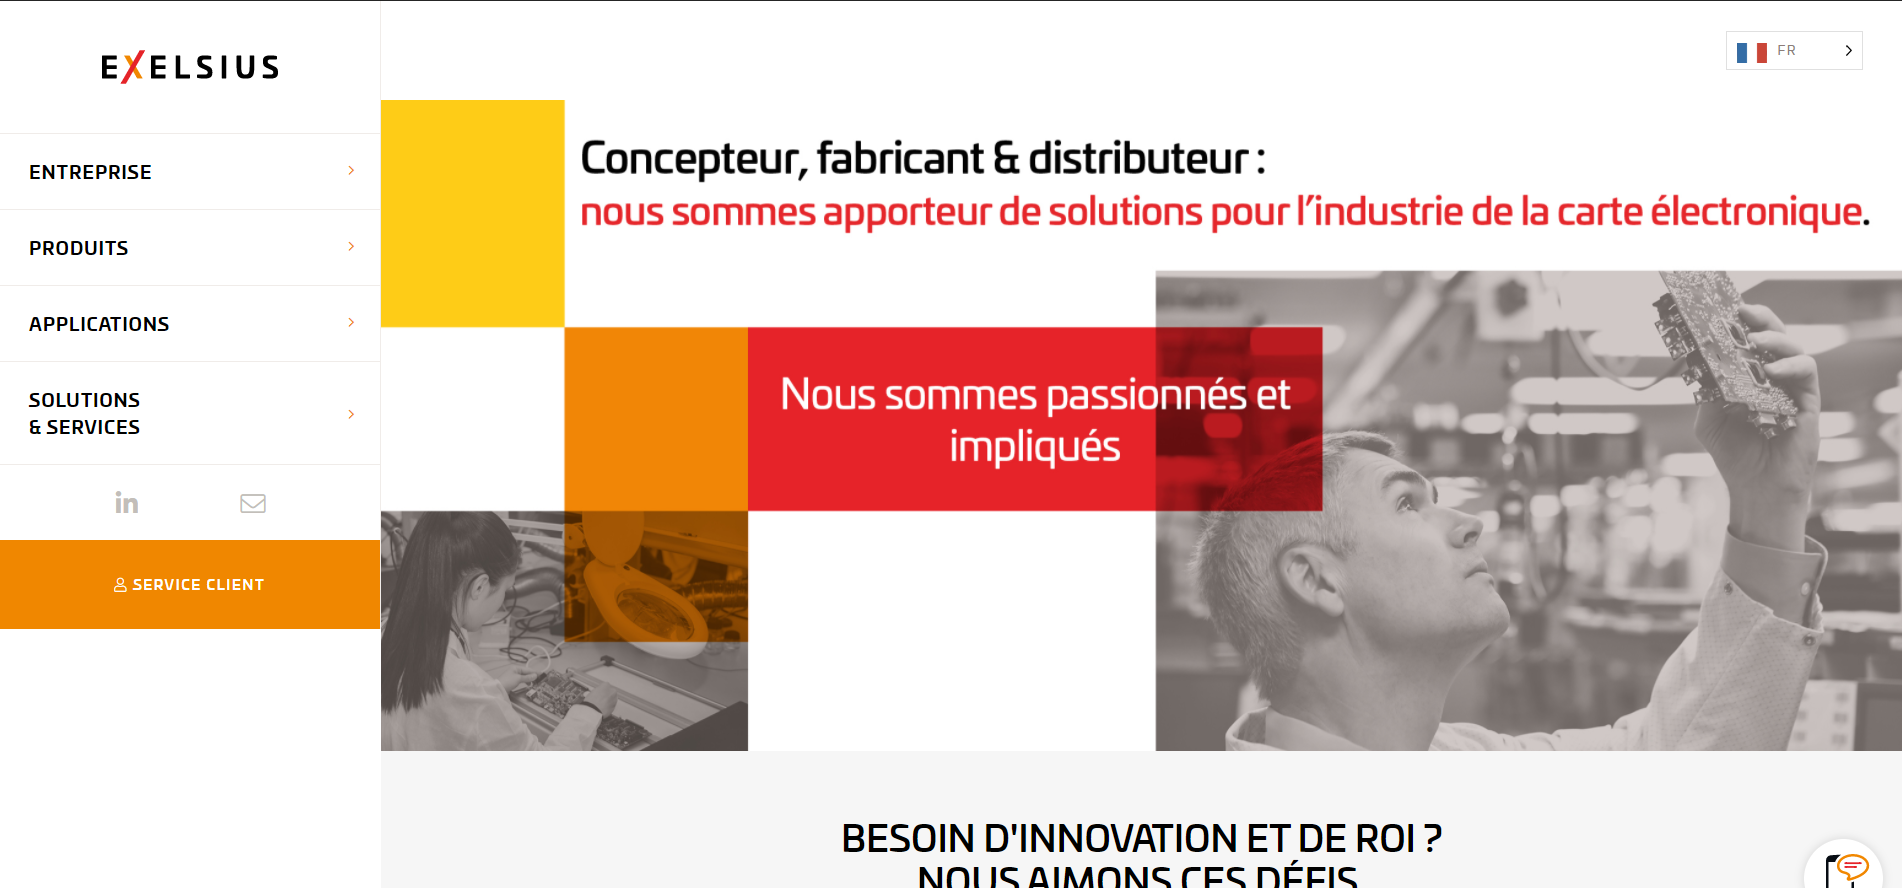 EXELSIUS
FR
ENTREPRISE
PRODUITS
APPLICATIONS
SOLUTIONS
& SERVICES
in
SERVICE CLIENT
Concepteur, fabricant & distributeur :
nous sommes apporteur de solutions pour l’industrie de la carte électronique.
Nous sommes passionnés et
impliqués
BESOIN D'INNOVATION ET DE ROI ?
NOUS AIMONS CES DÉFIS